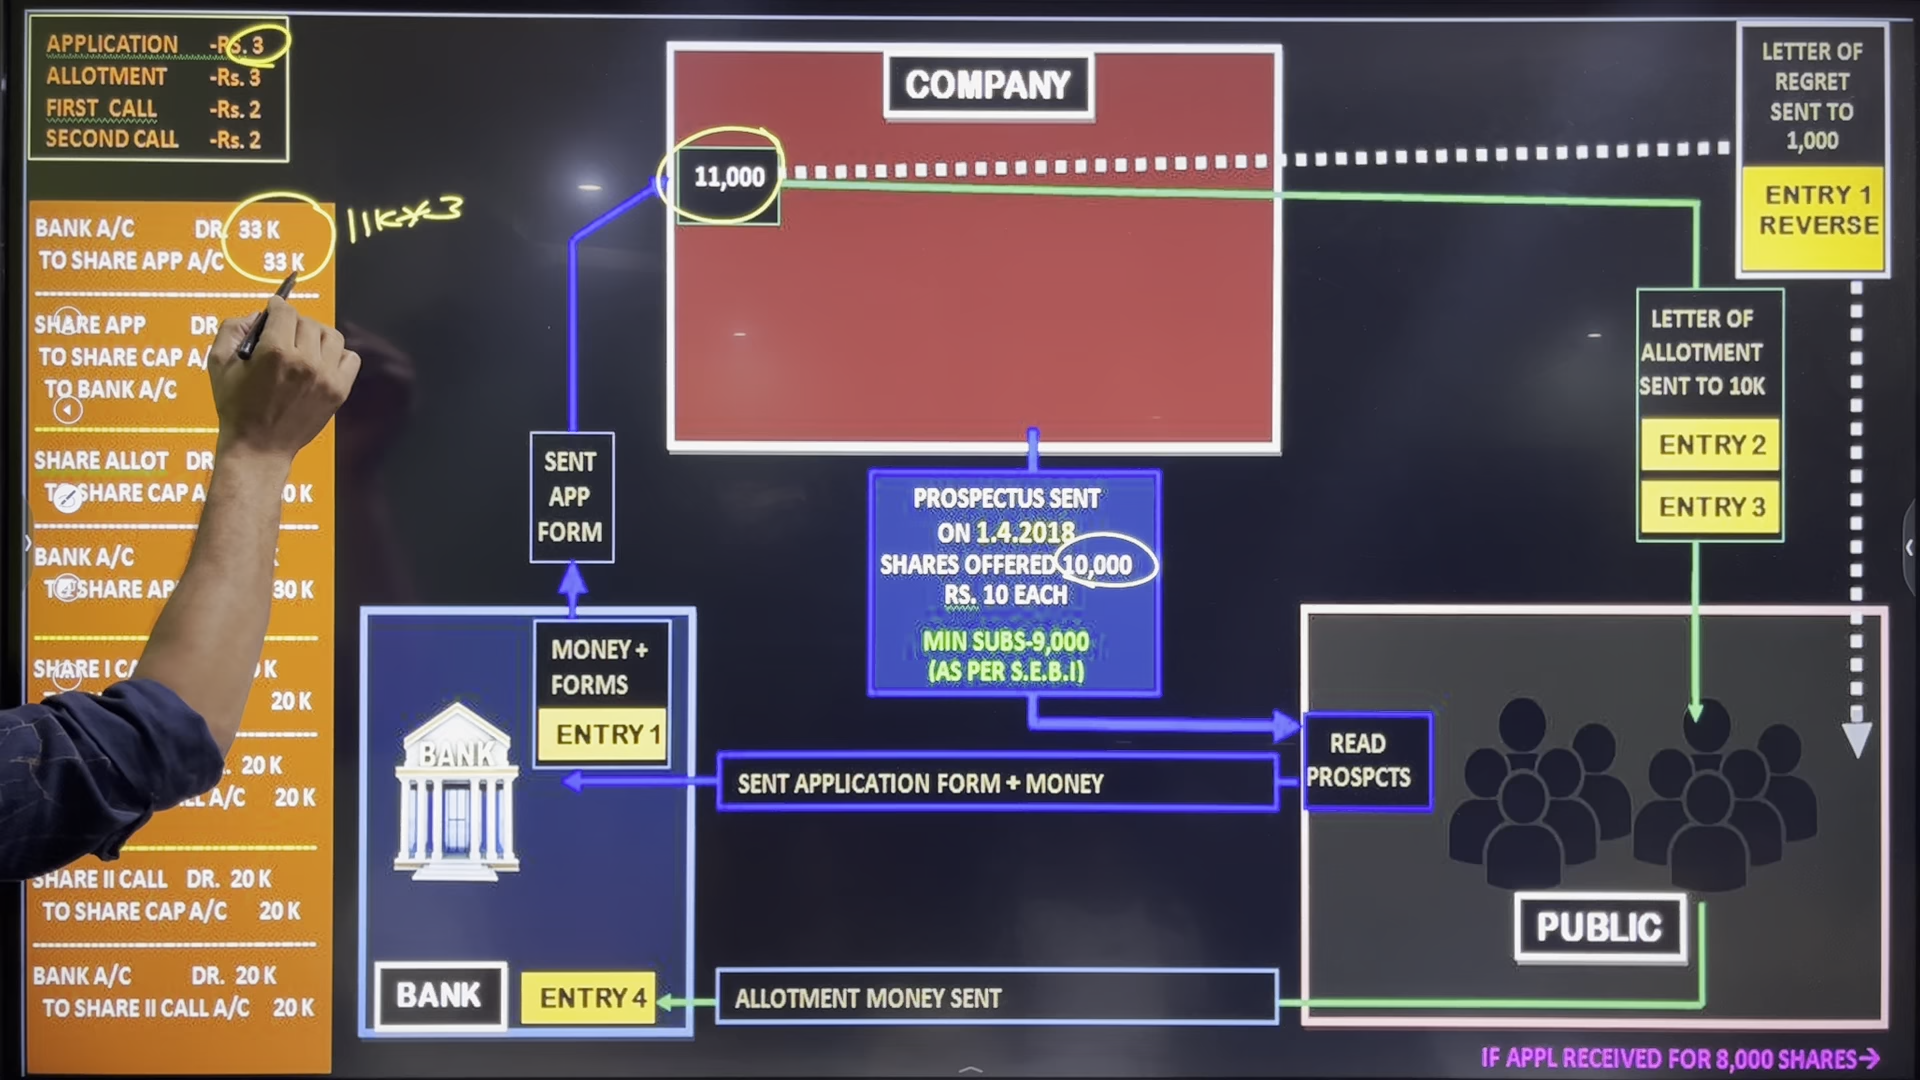 APPLICATION -Rs. 3
ALLOTMENT -Rs. 3
FIRST CALL -Rs. 2
SECOND CALL -Rs. 2
BANK A/C DR. 33 K
TO SHARE APP A/C 33 K
11K×3
SHARE APP DR
TO SHARE CAP A/
TO BANK A/C
SHARE ALLOT DR
SHARE CAP A 0 K
BANK A/C
SHARE AP 30 K
SHARE I CA K
20 K
20 K
A/C 20 K
SHARE II CALL DR. 20 K
TO SHARE CAP A/C 20 K
BANK A/C DR. 20 K
TO SHARE II CALL A/C 20 K
COMPANY
11,000
SENT
APP
FORM
MONEY +
FORMS
ENTRY 1
BANK
BANK
ENTRY 4
PROSPECTUS SENT
ON 1.4.2018
SHARES OFFERED 10,000
RS. 10 EACH
MIN SUBS-9,000
(AS PER S.E.B.I)
SENT APPLICATION FORM + MONEY
ALLOTMENT MONEY SENT
READ
PROSPCTS
PUBLIC
LETTER OF
REGRET
SENT TO
1,000
ENTRY 1
REVERSE
LETTER OF
ALLOTMENT
SENT TO 10K
ENTRY 2
ENTRY 3
IF APPL RECEIVED FOR 8,000 SHARES→